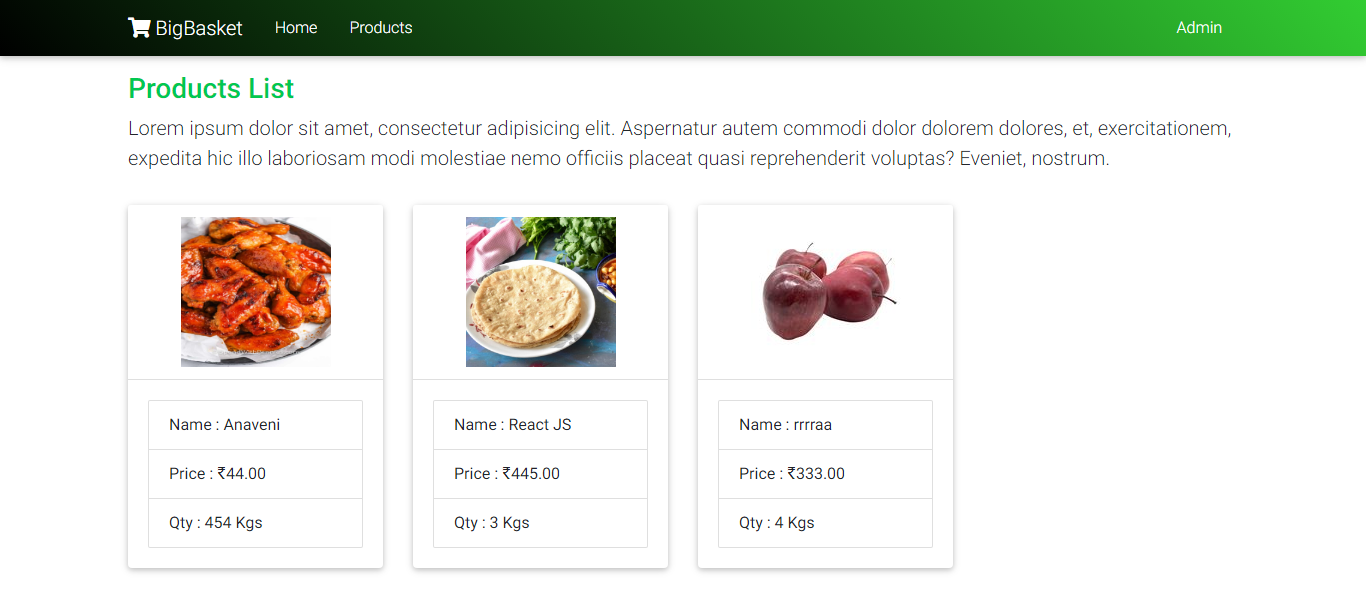 BigBasket Home Products Admin
Products List
Lorem ipsum dolor sit amet, consectetur adipisicing elit. Aspernatur autem commodi dolor dolorem dolores, et, exercitationem,
expedita hic illo laboriosam modi molestiae nemo officiis placeat quasi reprehenderit voluptas? Eveniet, nostrum.
Name : Anaveni
Price : ₹44.00
Qty : 454 Kgs
Name : React JS
Price : ₹445.00
Qty : 3 Kgs
Name : rrrraa
Price : ₹333.00
Qty : 4 Kgs